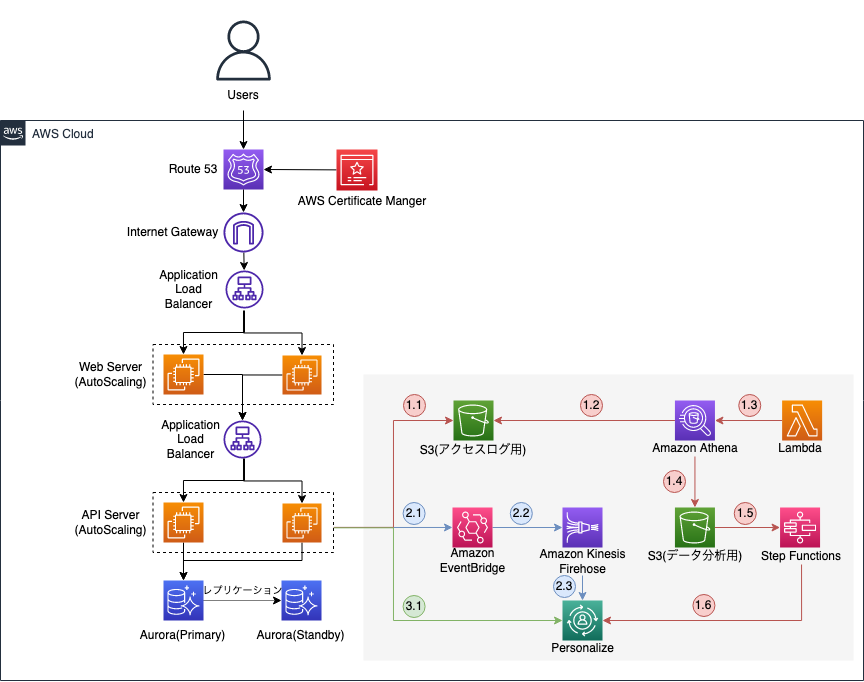 Users
aws
AWS Cloud
Route 53
53
AWS Certificate Manger
Internet Gateway
Application
Load
Balancer
Web Server
(AutoScaling)
Application
Load
Balancer
API Server
(AutoScaling)
レプリケーション
Aurora(Primary)
Aurora(Standby)
1.1
1.2
1.3
S3(アクセスログ用)
Amazon Athena
Lambda
1.4
2.1
2.2
1.5
Amazon
EventBridge
Amazon Kinesis
Firehose
S3(データ分析用)
Step Functions
2.3
3.1
1.6
Personalize